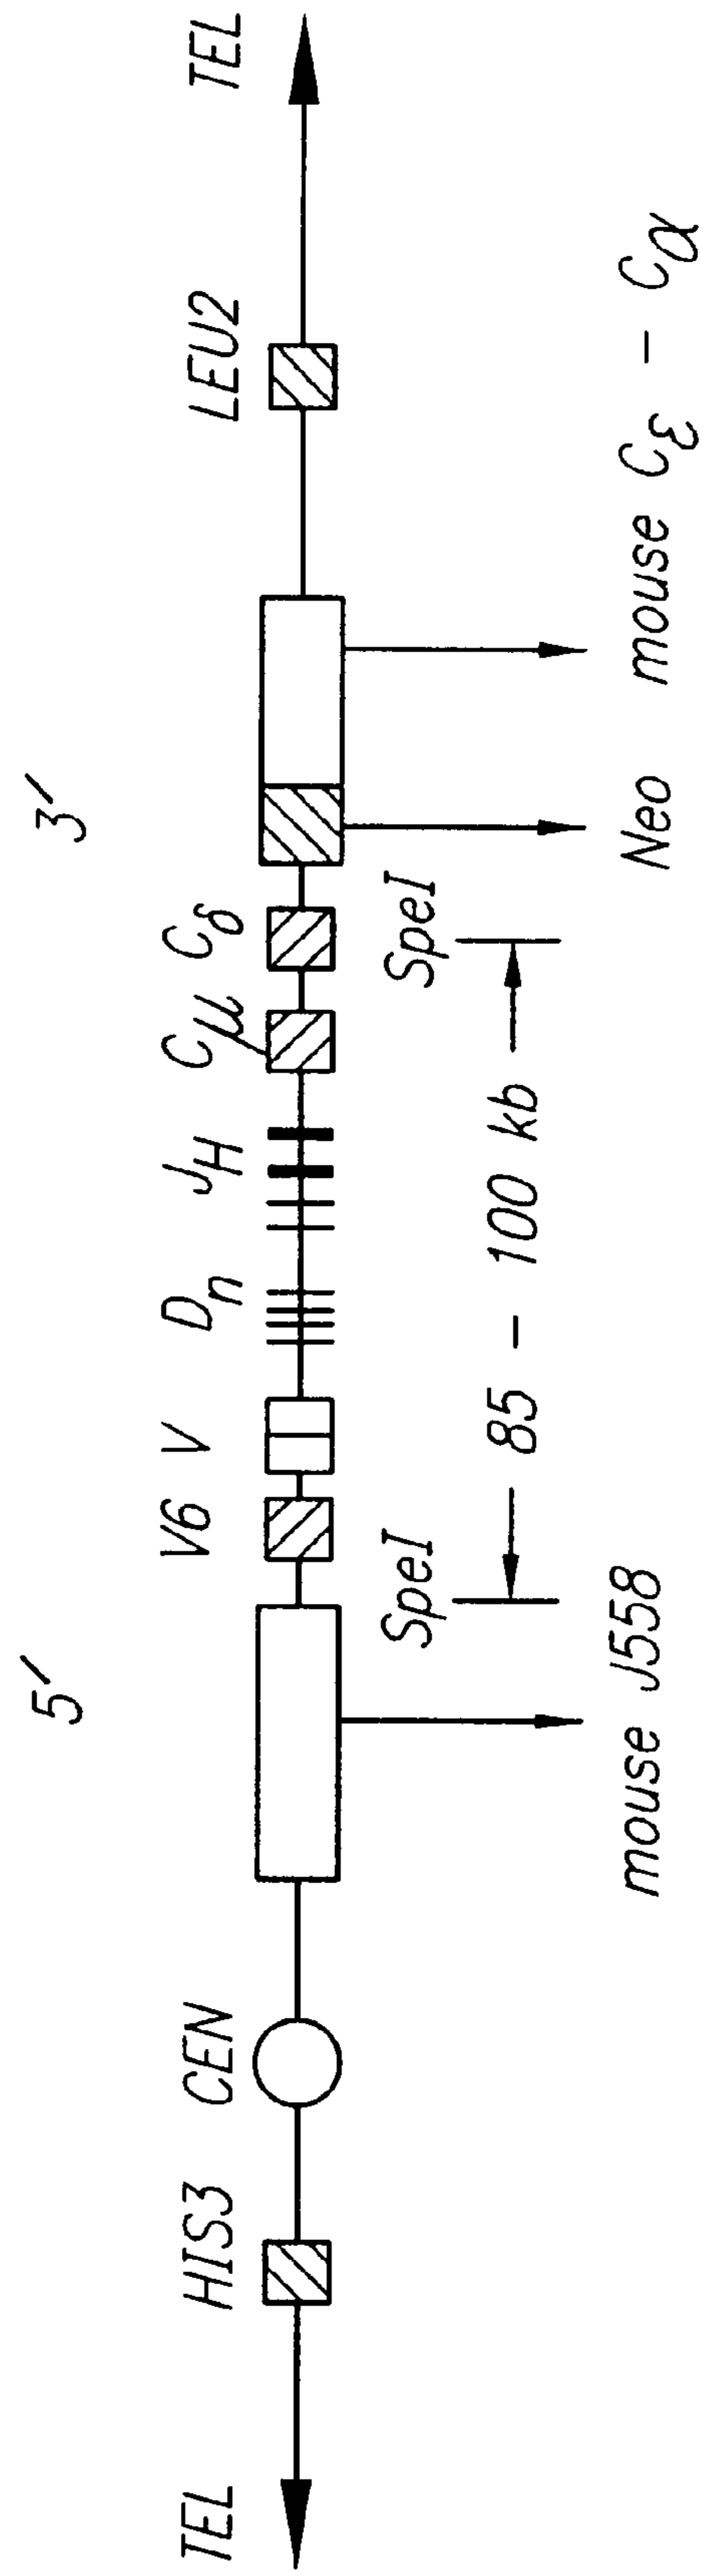 5′ 3′
TEL HIS3 CEN V6 V Dn JH Cμ Cδ LEU2 TEL
SpeI SpeI
85 - 100 kb
mouse J558 Neo mouse Cε - Cα